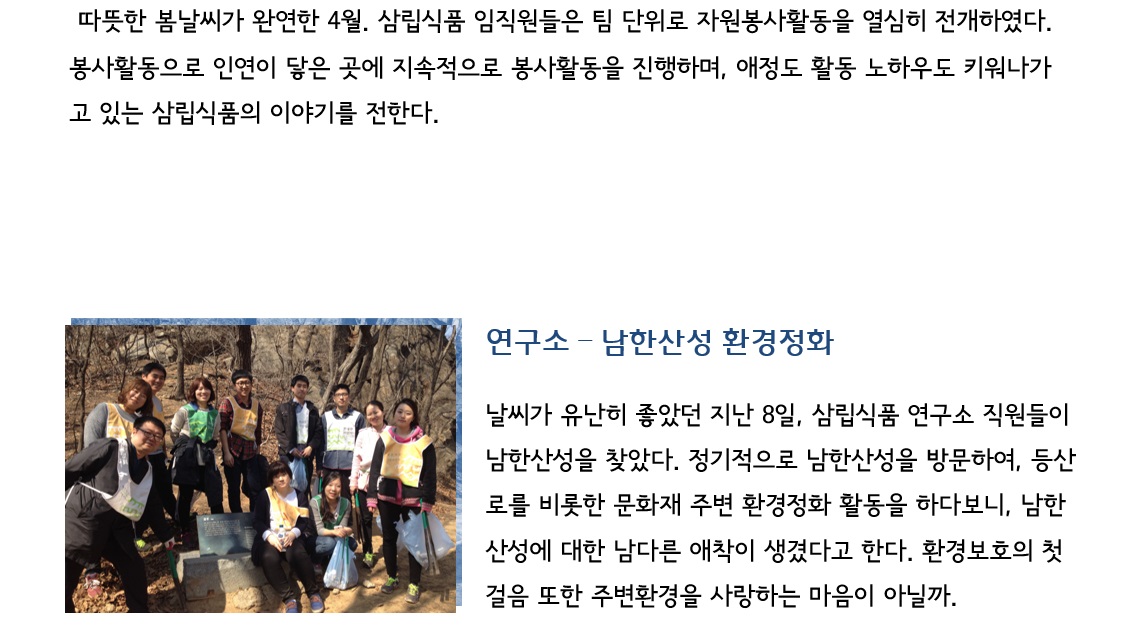 따뜻한 봄날씨가 완연한 4월. 삼립식품 임직원들은 팀 단위로 자원봉사활동을 열심히 전개하였다.
봉사활동으로 인연이 닿은 곳에 지속적으로 봉사활동을 진행하며, 애정도 활동 노하우도 키워나가
고 있는 삼립식품의 이야기를 전한다.
연구소 – 남한산성 환경정화
날씨가 유난히 좋았던 지난 8일, 삼립식품 연구소 직원들이
남한산성을 찾았다. 정기적으로 남한산성을 방문하여, 등산
로를 비롯한 문화재 주변 환경정화 활동을 하다보니, 남한
산성에 대한 남다른 애착이 생겼다고 한다. 환경보호의 첫
걸음 또한 주변환경을 사랑하는 마음이 아닐까.